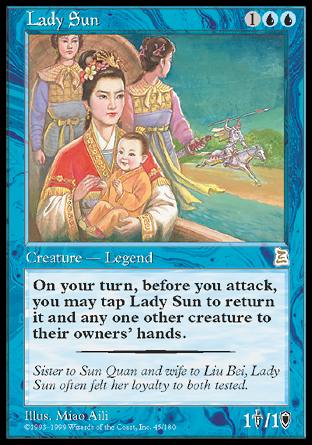 Lady Sun 1
Creature — Legend
三
On your turn, before you attack,
you may tap Lady Sun to return
it and any one other creature to
their owners' hands.
Sister to Sun Quan and wife to Liu Bei, Lady
Sun often felt her loyalty to both tested.
Illus. Miao Aili
©1993-1999 Wizards of the Coast, Inc. 45/180
1/1